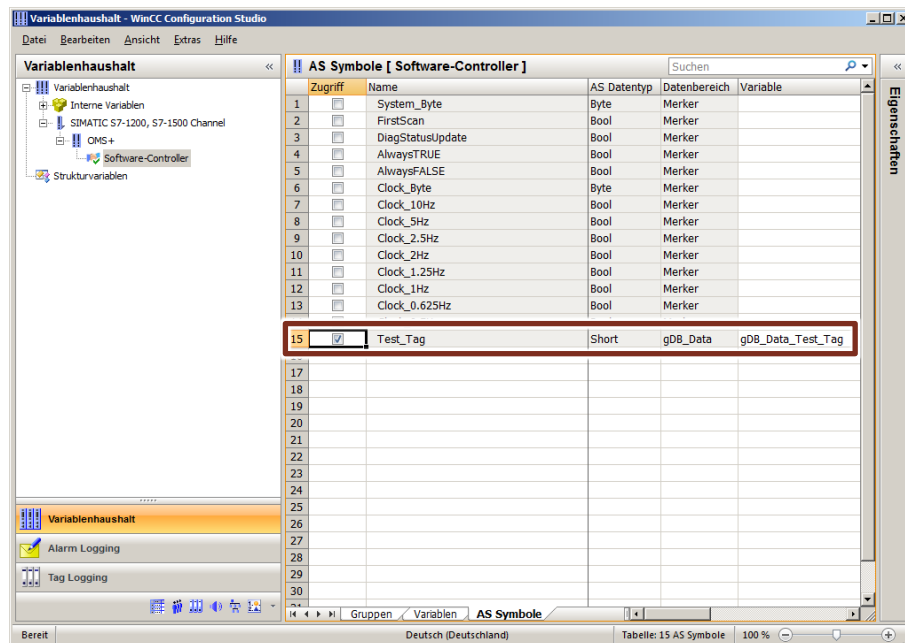 Variablenhaushalt - WinCC Configuration Studio
Datei Bearbeiten Ansicht Extras Hilfe
Variablenhaushalt «
Variablenhaushalt
Interne Variablen
SIMATIC S7-1200, S7-1500 Channel
OMS+
Software-Controller
Strukturvariablen
Variablenhaushalt
Alarm Logging
Tag Logging
AS Symbole [ Software-Controller ] Suchen
Zugriff Name AS Datentyp Datenbereich Variable
1 System_Byte Byte Merker
2 FirstScan Bool Merker
3 DiagStatusUpdate Bool Merker
4 AlwaysTRUE Bool Merker
5 AlwaysFALSE Bool Merker
6 Clock_Byte Byte Merker
7 Clock_10Hz Bool Merker
8 Clock_5Hz Bool Merker
9 Clock_2.5Hz Bool Merker
10 Clock_2Hz Bool Merker
11 Clock_1.25Hz Bool Merker
12 Clock_1Hz Bool Merker
13 Clock_0.625Hz Bool Merker
15 Test_Tag Short gDB_Data gDB_Data_Test_Tag
17
18
19
20
21
22
23
24
25
26
27
28
29
30
Gruppen Variablen AS Symbole
«
Eigenschaften
Bereit Deutsch (Deutschland) Tabelle: 15 AS Symbole 100 %